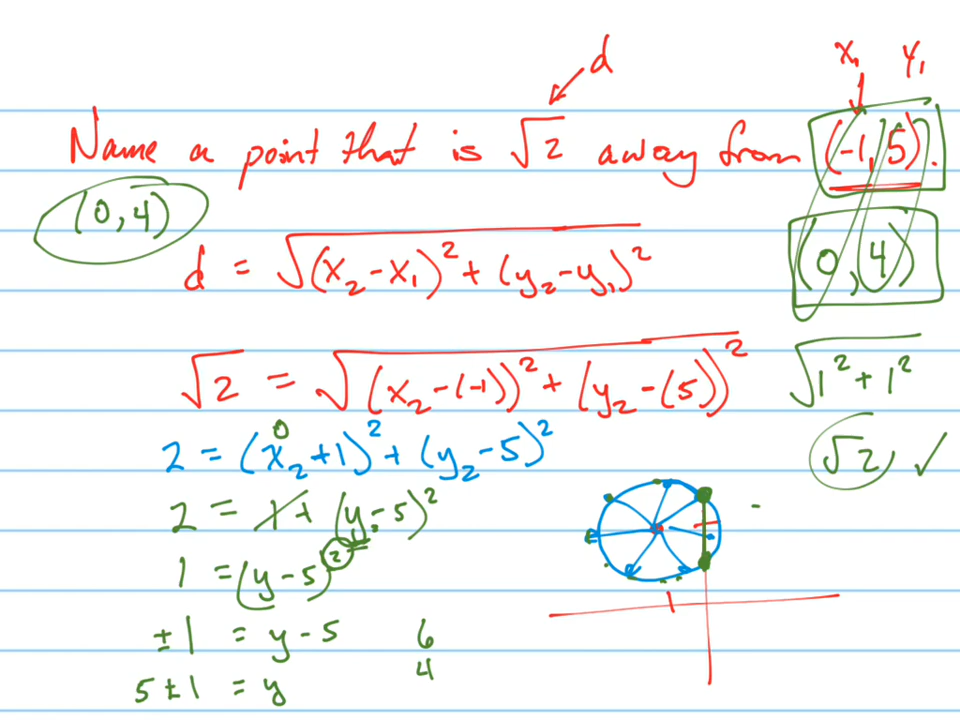 d
x₁ y₁
Name a point that is √2 away from (-1, 5).
(0, 4)
(0, 4)
d = √(x₂ - x₁)² + (y₂ - y₁)²
√1² + 1²
√2 = √(x₂ - (-1))² + (y₂ - (5))²
0
2 = (x₂ + 1)² + (y₂ - 5)²
√2, ✓
2 = 1 + (y - 5)²
1 = (y - 5)²
± 1 = y - 5 6
4
5 ± 1 = y